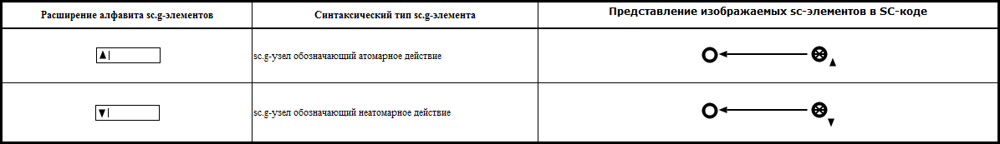 Расширение алфавита sc.g-элементов
Синтаксический тип sc.g-элемента
Представление изображаемых sc-элементов в SC-коде
sc.g-узел обозначающий атомарное действие
sc.g-узел обозначающий неатомарное действие